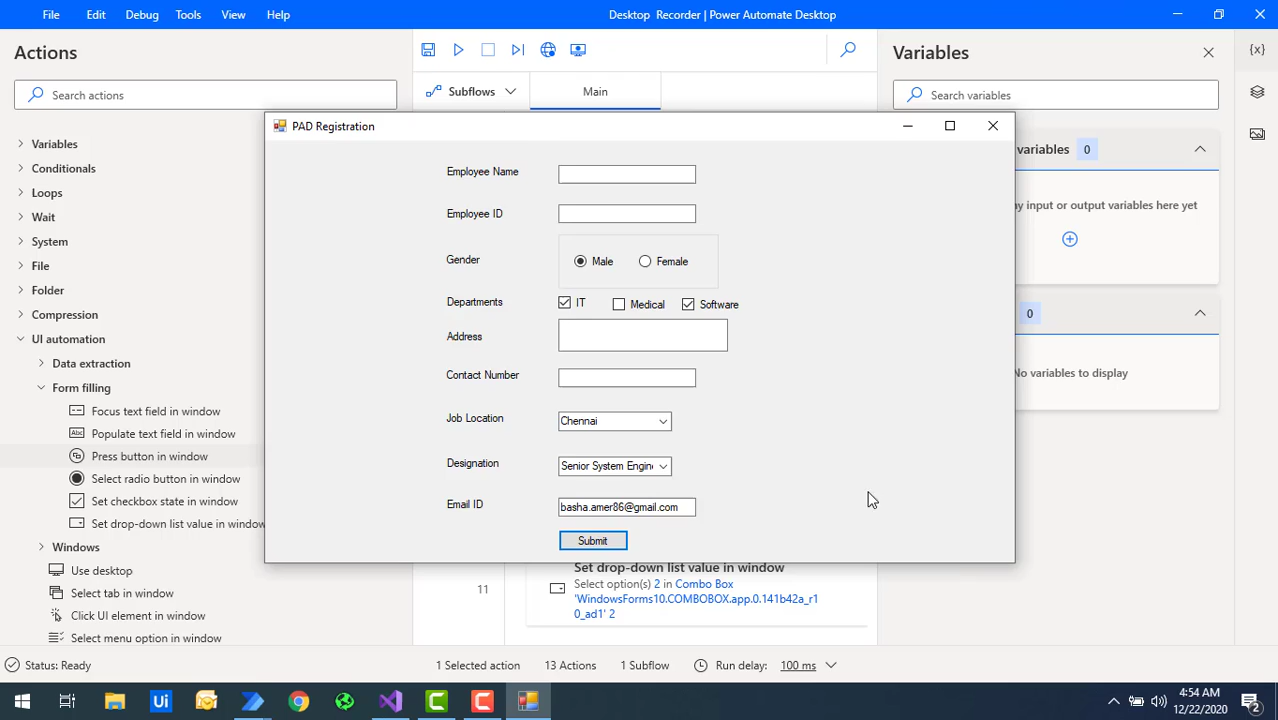 File Edit Debug Tools View Help Desktop Recorder | Power Automate Desktop
Actions
Search actions
Variables
Conditionals
Loops
Wait
System
File
Folder
Compression
UI automation
Data extraction
Form filling
Focus text field in window
Populate text field in window
Press button in window
Select radio button in window
Set checkbox state in window
Set drop-down list value in window
Windows
Use desktop
Select tab in window
Click UI element in window
Select menu option in window
Subflows
Main
PAD Registration
Employee Name
Employee ID
Gender Male Female
Departments IT Medical Software
Address
Contact Number
Job Location Chennai
Designation Senior System Engin
Email ID basha.amer86@gmail.com
Submit
11
Set drop-down list value in window
Select option(s) 2 in Combo Box
'WindowsForms10.COMBOBOX.app.0.141b42a_r1
0_ad1' 2
Variables
{x}
Search variables
variables 0
y input or output variables here yet
0
No variables to display
Status: Ready 1 Selected action 13 Actions 1 Subflow Run delay: 100 ms
Ui
C C
4:54 AM
12/22/2020
2